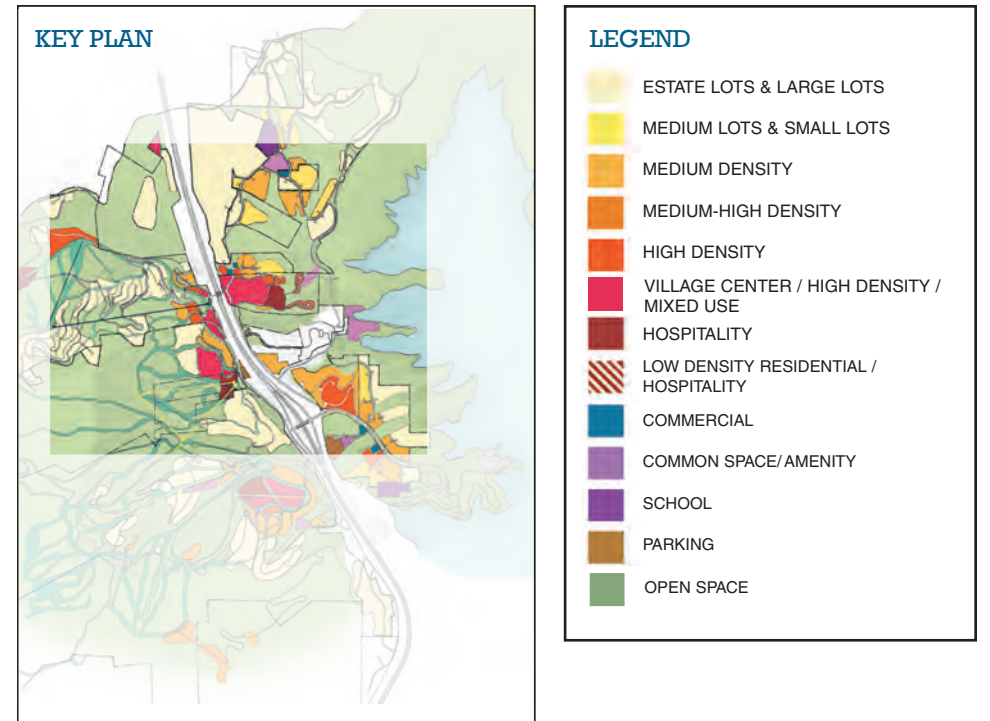 KEY PLAN
LEGEND
ESTATE LOTS & LARGE LOTS
MEDIUM LOTS & SMALL LOTS
MEDIUM DENSITY
MEDIUM-HIGH DENSITY
HIGH DENSITY
VILLAGE CENTER / HIGH DENSITY /
MIXED USE
HOSPITALITY
LOW DENSITY RESIDENTIAL /
HOSPITALITY
COMMERCIAL
COMMON SPACE/ AMENITY
SCHOOL
PARKING
OPEN SPACE